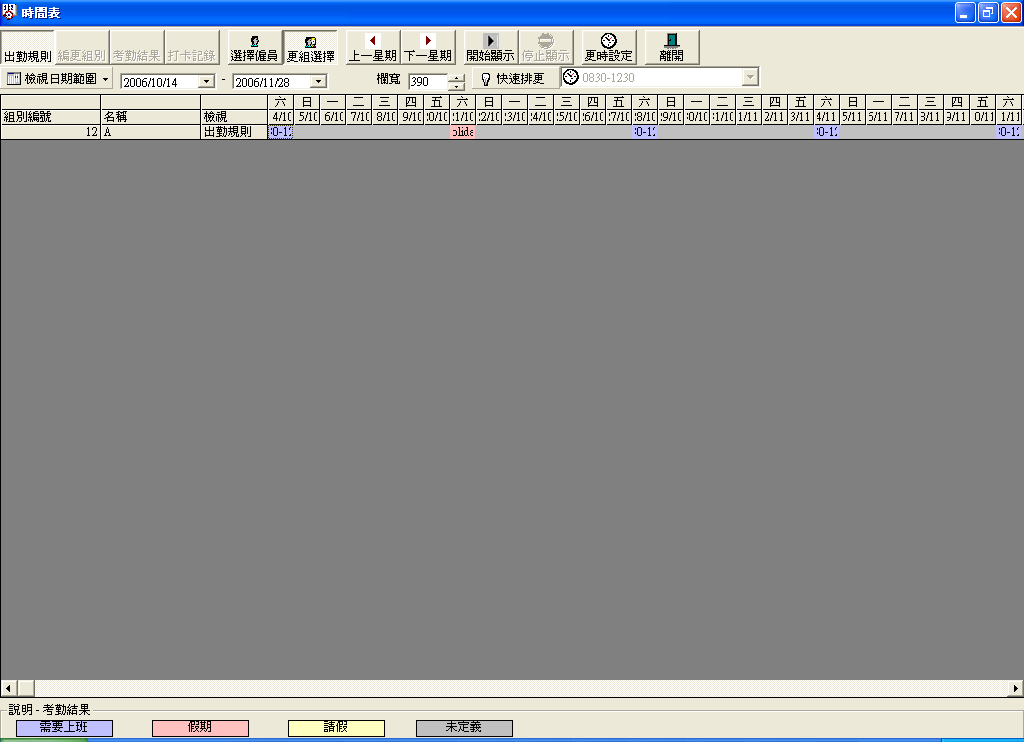 時間表
出勤規則 編更組別 考勤結果 打卡記錄 選擇僱員 更組選擇 上一星期 下一星期 開始顯示 停止顯示 更時設定 離開
檢視日期範圍 2006/10/14 - 2006/11/28 欄寬 390 快速排更 0830-1230
六 日 一 二 三 四 五 六 日 一 二 三 四 五 六 日 一 二 三 四 五 六 日 一 二 三 四 五 六
組別編號 名稱 檢視 4/10 5/10 6/10 7/10 8/10 9/10 0/10 1/10 2/10 3/10 4/10 5/10 6/10 7/10 8/10 9/10 0/10 1/10 1/11 2/11 3/11 4/11 5/11 6/11 7/11 8/11 9/11 0/11 1/11
12 A 出勤規則 0-12 olida 0-12 0-12 0-12
說明 - 考勤結果
需要上班 假期 請假 未定義